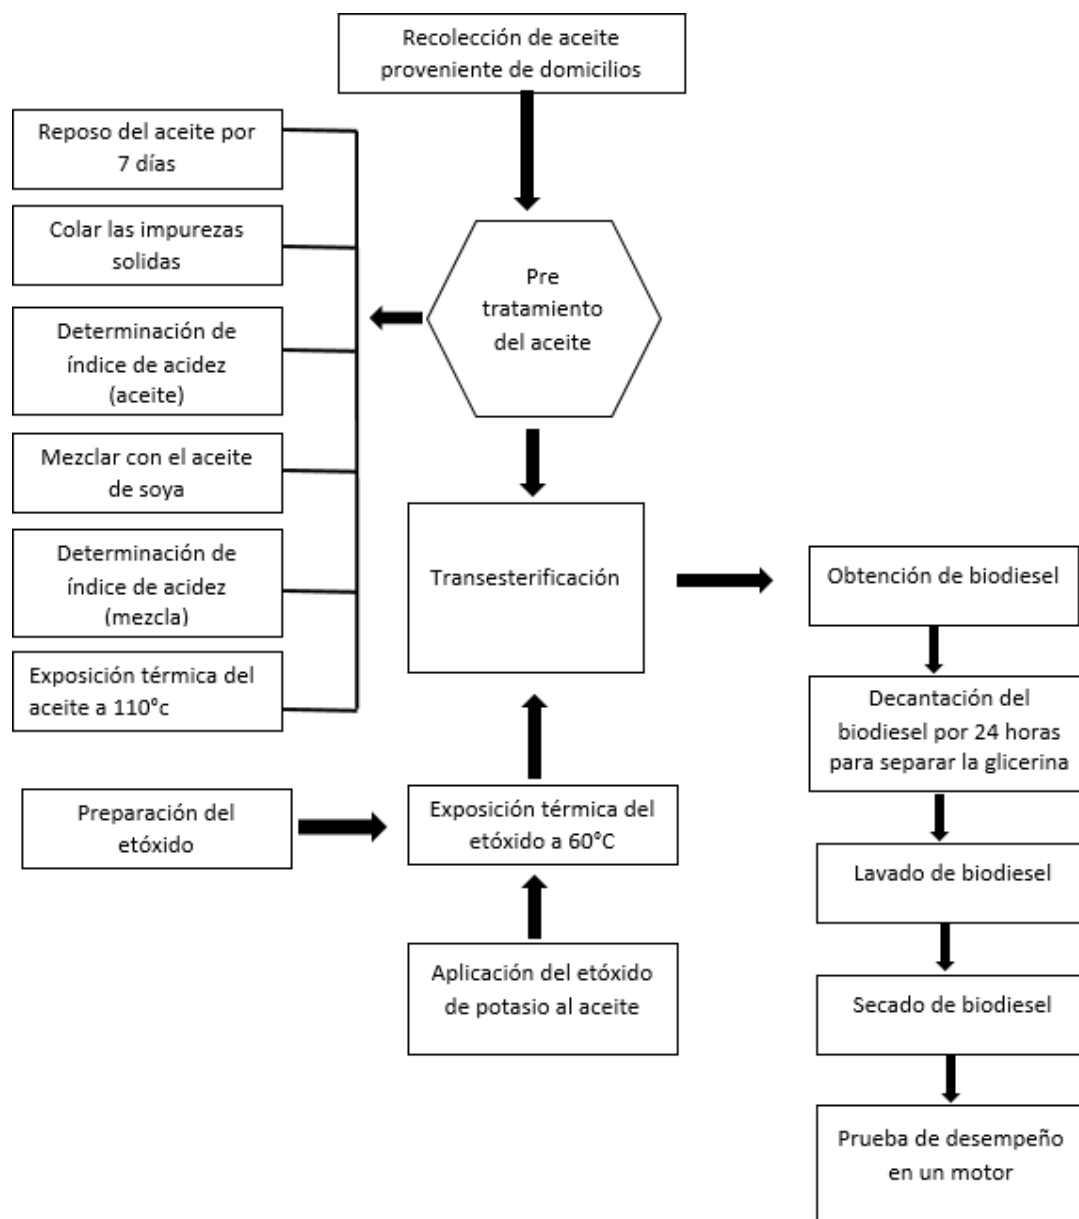 Recolección de aceite
proveniente de domicilios
Reposo del aceite por
7 días
Colar las impurezas
solidas
Determinación de
índice de acidez
(aceite)
Mezclar con el aceite
de soya
Determinación de
índice de acidez
(mezcla)
Exposición térmica del
aceite a 110°c
Pre
tratamiento
del aceite
Transesterificación
Preparación del
etóxido
Exposición térmica del
etóxido a 60°C
Aplicación del etóxido
de potasio al aceite
Obtención de biodiesel
Decantación del
biodiesel por 24 horas
para separar la glicerina
Lavado de biodiesel
Secado de biodiesel
Prueba de desempeño
en un motor